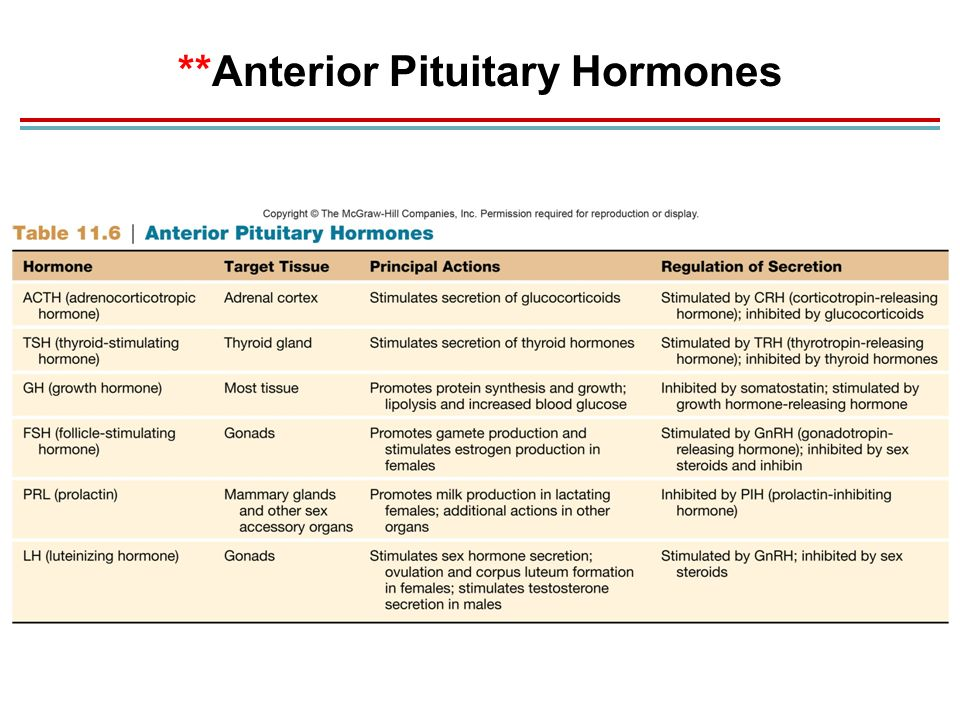 **Anterior Pituitary Hormones
Copyright © The McGraw-Hill Companies, Inc. Permission required for reproduction or display.
Table 11.6 | Anterior Pituitary Hormones
Hormone Target Tissue Principal Actions Regulation of Secretion
ACTH (adrenocorticotropic Adrenal cortex Stimulates secretion of glucocorticoids Stimulated by CRH (corticotropin-releasing
hormone) hormone); inhibited by glucocorticoids
TSH (thyroid-stimulating Thyroid gland Stimulates secretion of thyroid hormones Stimulated by TRH (thyrotropin-releasing
hormone) hormone); inhibited by thyroid hormones
GH (growth hormone) Most tissue Promotes protein synthesis and growth; Inhibited by somatostatin; stimulated by
lipolysis and increased blood glucose growth hormone-releasing hormone
FSH (follicle-stimulating Gonads Promotes gamete production and Stimulated by GnRH (gonadotropin-
hormone) stimulates estrogen production in releasing hormone); inhibited by sex
females steroids and inhibin
PRL (prolactin) Mammary glands Promotes milk production in lactating Inhibited by PIH (prolactin-inhibiting
and other sex females; additional actions in other hormone)
accessory organs organs
LH (luteinizing hormone) Gonads Stimulates sex hormone secretion; Stimulated by GnRH; inhibited by sex
ovulation and corpus luteum formation steroids
in females; stimulates testosterone
secretion in males